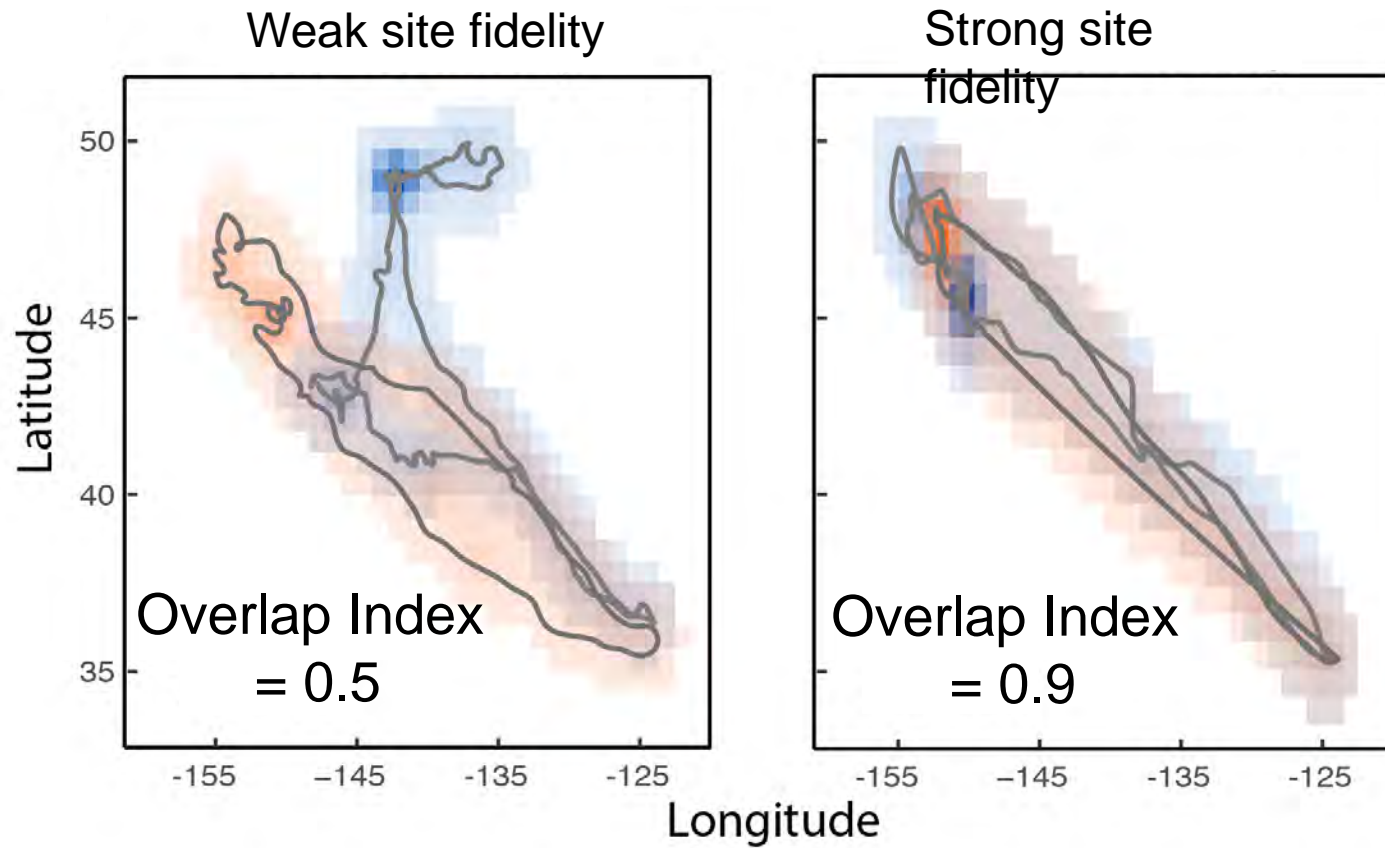 Weak site fidelity
Strong site
fidelity
50
45
40
35
Latitude
Overlap Index
= 0.5
Overlap Index
= 0.9
-155
−145
-135
-125
-155
-145
-135
-125
Longitude